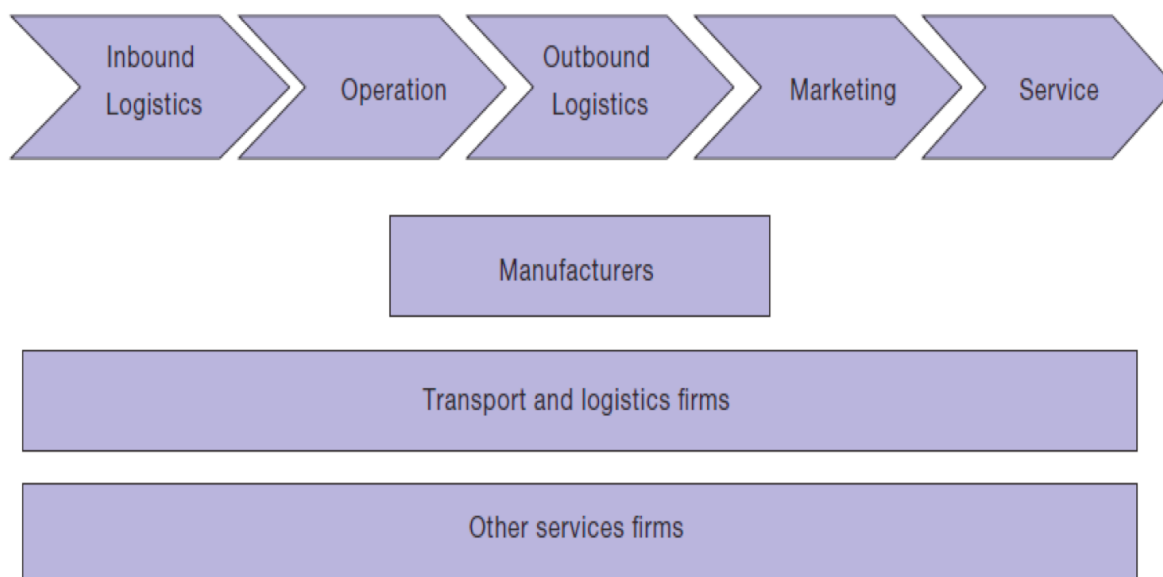 Inbound
Logistics
Operation
Outbound
Logistics
Marketing
Service
Manufacturers
Transport and logistics firms
Other services firms